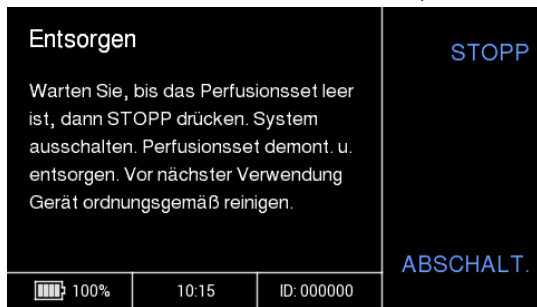 Entsorgen
STOPP
Warten Sie, bis das Perfusionsset leer
ist, dann STOPP drücken. System
ausschalten. Perfusionsset demont. u.
entsorgen. Vor nächster Verwendung
Gerät ordnungsgemäß reinigen.
ABSCHALT.
100%
10:15
ID: 000000